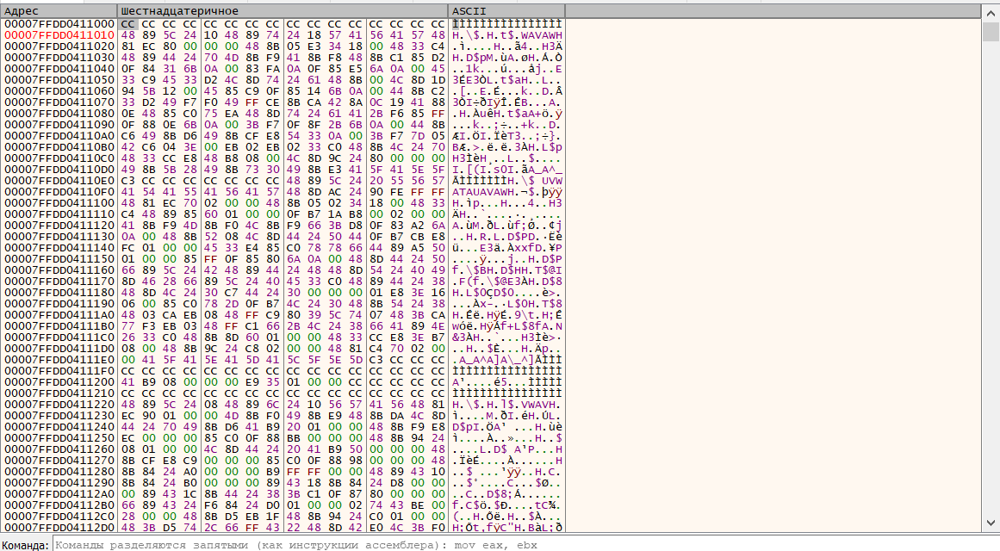 Адрес Шестнадцатеричное ASCII
00007FFDD0411000 CC CC CC CC CC CC CC CC CC CC CC CC CC CC CC CC ÌÌÌÌÌÌÌÌÌÌÌÌÌÌÌÌ
00007FFDD0411010 48 89 5C 24 10 48 89 74 24 18 57 41 56 41 57 48 H.\$.H.t$.WAVAWH
00007FFDD0411020 81 EC 80 00 00 00 48 8B 05 E3 34 18 00 48 33 C4 .ì....H..ã4..H3Ä
00007FFDD0411030 48 89 44 24 70 4D 8B F9 41 8B F8 48 8B C1 85 D2 H.D$pM.ùA.øH.Á.Ò
00007FFDD0411040 0F 84 31 6B 0A 00 83 FA 0A 0F 85 E5 6A 0A 00 45 ..1k...ú...åj..E
00007FFDD0411050 33 C9 45 33 D2 4C 8D 74 24 61 48 8B 00 4C 8D 1D 3ÉE3ÒL.t$aH..L..
00007FFDD0411060 94 5B 12 00 45 85 C9 0F 85 14 6B 0A 00 44 8B C2 .[..E.É...k..D.Â
00007FFDD0411070 33 D2 49 F7 F0 49 FF CE 8B CA 42 8A 0C 19 41 88 3ÒI÷ðIÿÎ.ÊB...A.
00007FFDD0411080 0E 48 85 C0 75 EA 48 8D 74 24 61 41 2B F6 85 FF .H.ÀuêH.t$aA+ö.ÿ
00007FFDD0411090 0F 88 0E 6B 0A 00 3B F7 0F 8F 2B 6B 0A 00 44 8B ...k..;÷..+k..D.
00007FFDD04110A0 C6 49 8B D6 49 8B CF E8 54 33 0A 00 3B F7 7D 05 ÆI.ÖI.ÏèT3..;÷}.
00007FFDD04110B0 42 C6 04 3E 00 EB 02 EB 02 33 C0 48 8B 4C 24 70 BÆ.>.ë.ë.3ÀH.L$p
00007FFDD04110C0 48 33 CC E8 48 B8 08 00 4C 8D 9C 24 80 00 00 00 H3ÌèH¸..L..$....
00007FFDD04110D0 49 8B 5B 28 49 8B 73 30 49 8B E3 41 5F 41 5E 5F I.[(I.s0I.ãA_A^_
00007FFDD04110E0 C3 CC CC CC CC CC CC CC 48 89 5C 24 20 55 56 57 ÃÌÌÌÌÌÌÌH.\$ UVW
00007FFDD04110F0 41 54 41 55 41 56 41 57 48 8D AC 24 90 FE FF FF ATAUAVAWH.¬$.þÿÿ
00007FFDD0411100 48 81 EC 70 02 00 00 48 8B 05 02 34 18 00 48 33 H.ìp...H...4..H3
00007FFDD0411110 C4 48 89 85 60 01 00 00 0F B7 1A B8 00 02 00 00 ÄH..`....·.¸....
00007FFDD0411120 41 8B F9 4D 8B F0 4C 8B F9 66 3B D8 0F 83 A2 6A A.ùM.ðL.ùf;Ø..¢j
00007FFDD0411130 0A 00 48 8B 52 08 4C 8D 44 24 50 44 0F B7 CB E8 ..H.R.L.D$PD.·Ëè
00007FFDD0411140 FC 01 00 00 45 33 E4 85 C0 78 78 66 44 89 A5 50 ü...E3ä.ÀxxfD.¥P
00007FFDD0411150 01 00 00 85 FF 0F 85 80 6A 0A 00 48 8D 44 24 50 ....ÿ...j..H.D$P
00007FFDD0411160 66 89 5C 24 42 48 89 44 24 48 48 8D 54 24 40 49 f.\$BH.D$HH.T$@I
00007FFDD0411170 8D 46 28 66 89 5C 24 40 45 33 C0 48 89 44 24 38 .F(f.\$@E3ÀH.D$8
00007FFDD0411180 48 8D 4C 24 30 C7 44 24 30 00 00 00 01 E8 3E 16 H.L$0ÇD$0....è>.
00007FFDD0411190 06 00 85 C0 78 2D 0F B7 4C 24 30 48 8B 54 24 38 ...Àx-.·L$0H.T$8
00007FFDD04111A0 48 03 CA EB 08 48 FF C9 80 39 5C 74 07 48 3B CA H.Êë.HÿÉ.9\t.H;Ê
00007FFDD04111B0 77 F3 EB 03 48 FF C1 66 2B 4C 24 38 66 41 89 4E wóë.HÿÁf+L$8fA.N
00007FFDD04111C0 26 33 C0 48 8B 8D 60 01 00 00 48 33 CC E8 3E B7 &3ÀH..`...H3Ìè>·
00007FFDD04111D0 08 00 48 8B 9C 24 C8 02 00 00 48 81 C4 70 02 00 ..H..$È...H.Äp..
00007FFDD04111E0 00 41 5F 41 5E 41 5D 41 5C 5F 5E 5D C3 CC CC CC .A_A^A]A\_^]ÃÌÌÌ
00007FFDD04111F0 CC CC CC CC CC CC CC CC CC CC CC CC CC CC CC CC ÌÌÌÌÌÌÌÌÌÌÌÌÌÌÌÌ
00007FFDD0411200 41 B9 08 00 00 00 E9 35 01 00 00 CC CC CC CC CC A¹....é5...ÌÌÌÌÌ
00007FFDD0411210 CC CC CC CC CC CC CC CC CC CC CC CC CC CC CC CC ÌÌÌÌÌÌÌÌÌÌÌÌÌÌÌÌ
00007FFDD0411220 48 89 5C 24 08 48 89 6C 24 10 56 57 41 56 48 81 H.\$.H.l$.VWAVH.
00007FFDD0411230 EC 90 01 00 00 4D 8B F0 49 8B E9 48 8B DA 4C 8D ì....M.ðI.éH.ÚL.
00007FFDD0411240 44 24 70 49 8B D6 41 B9 20 01 00 00 48 8B F9 E8 D$pI.ÖA¹ ...H.ùè
00007FFDD0411250 EC 00 00 00 85 C0 0F 88 BB 00 00 00 48 8B 94 24 ì....À..»...H..$
00007FFDD0411260 08 01 00 00 4C 8D 44 24 20 41 B9 50 00 00 00 48 ....L.D$ A¹P...H
00007FFDD0411270 8B CF E8 C9 00 00 00 85 C0 0F 88 98 00 00 00 48 .ÏèÉ....À......H
00007FFDD0411280 8B 84 24 A0 00 00 00 B9 FF FF 00 00 48 89 43 10 ..$ ...¹ÿÿ..H.C.
00007FFDD0411290 8B 84 24 B0 00 00 00 89 43 18 8B 84 24 D8 00 00 ..$°....C...$Ø..
00007FFDD04112A0 00 89 43 1C 8B 44 24 38 3B C1 0F 87 80 00 00 00 ..C..D$8;Á......
00007FFDD04112B0 66 89 43 24 F6 84 24 D0 01 00 00 02 74 43 BE 00 f.C$ö.$Ð....tC¾.
00007FFDD04112C0 28 00 00 48 8B D5 EB 1F 48 8B 94 24 C0 01 00 00 (..H.Õë.H..$À...
00007FFDD04112D0 48 3B D5 74 2C 66 FF 43 22 48 8D 42 E0 4C 3B F0 H;Õt,fÿC"H.BàL;ð
Команда: Команды разделяются запятыми (как инструкции ассемблера): mov eax, ebx